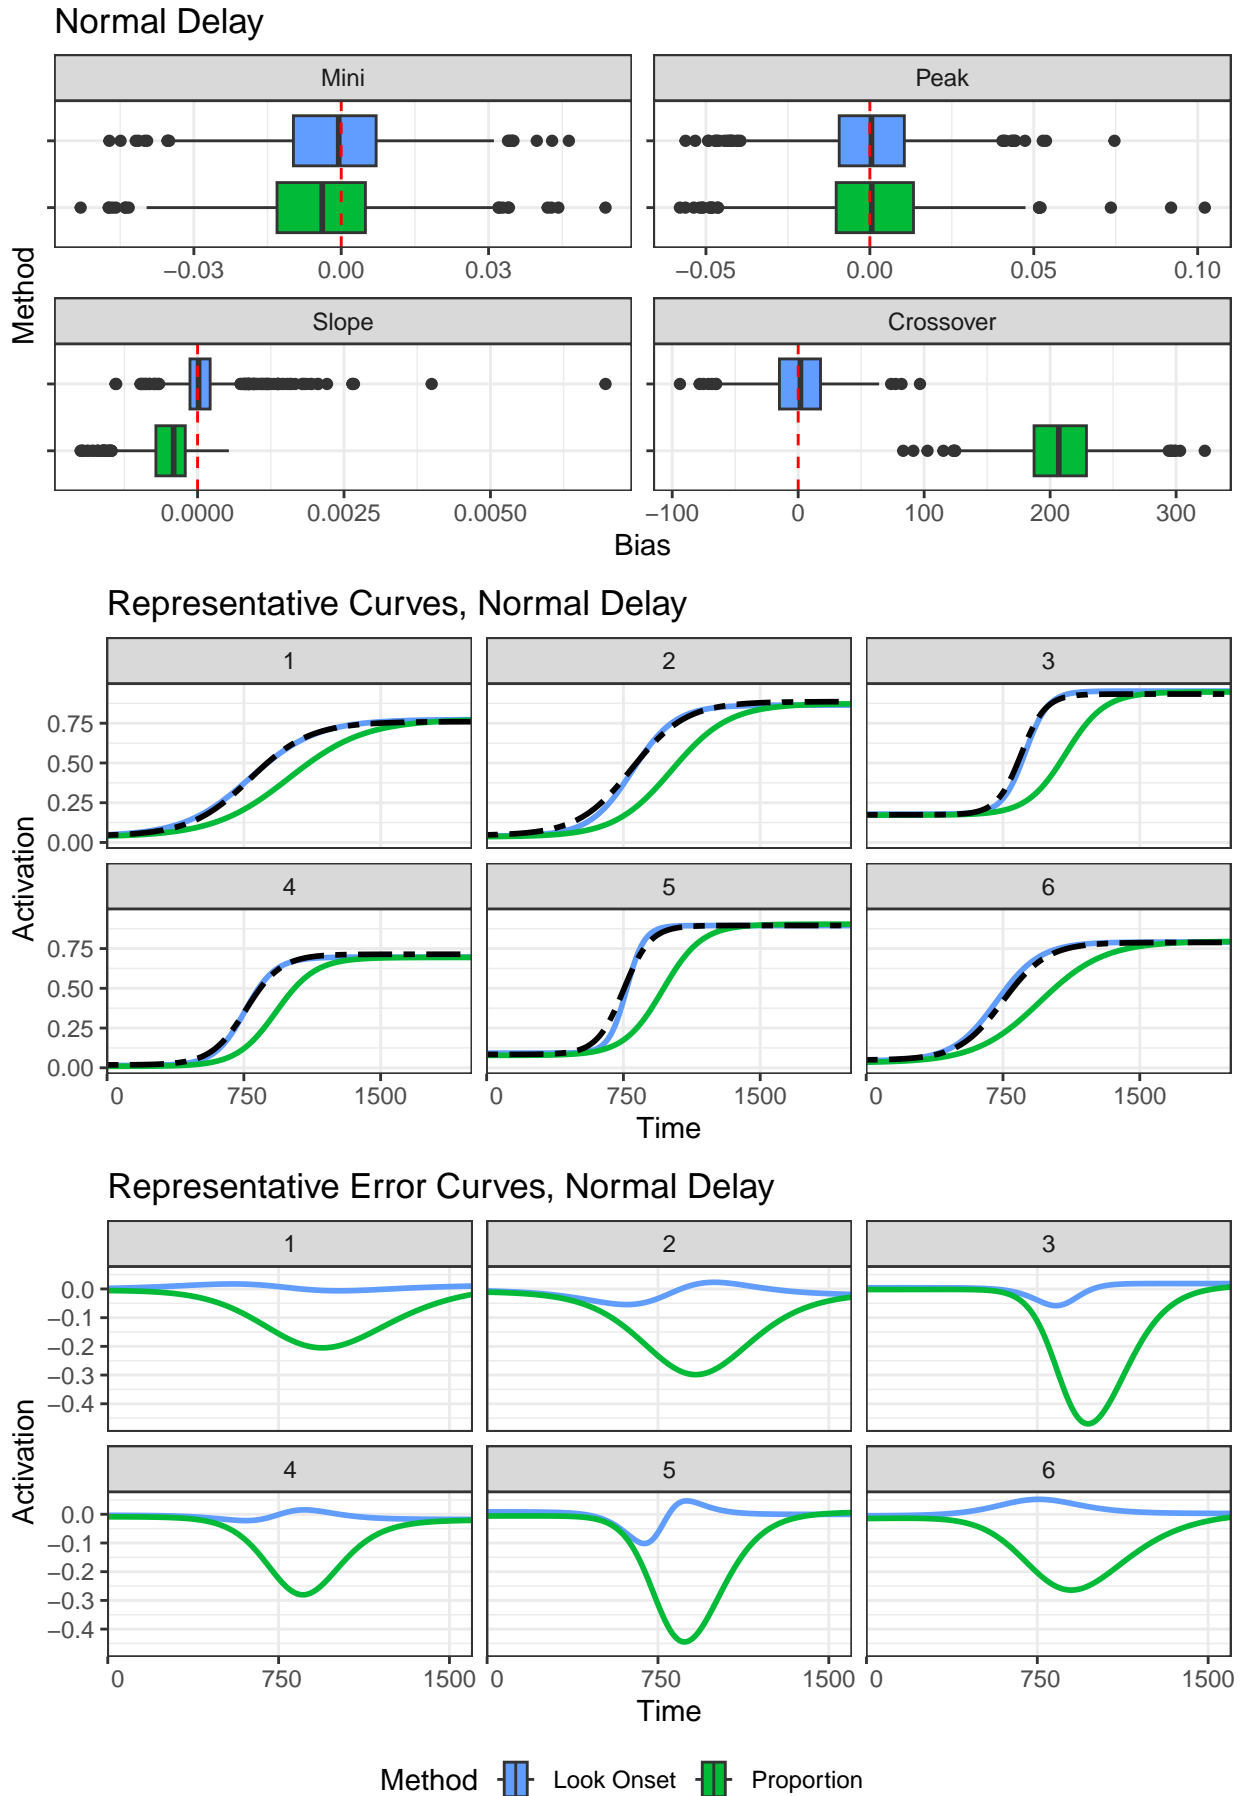 Normal Delay
Mini Peak
−0.03 0.00 0.03 −0.05 0.00 0.05 0.10
Method
Slope Crossover
0.0000 0.0025 0.0050 −100 0 100 200 300
Bias
Representative Curves, Normal Delay
1 2 3
0.75
0.50
0.25
0.00
Activation
4 5 6
0.75
0.50
0.25
0.00
0 750 1500 0 750 1500 0 750 1500
Time
Representative Error Curves, Normal Delay
1 2 3
0.0
−0.1
−0.2
−0.3
−0.4
Activation
4 5 6
0.0
−0.1
−0.2
−0.3
−0.4
0 750 1500 0 750 1500 0 750 1500
Time
Method Look Onset Proportion